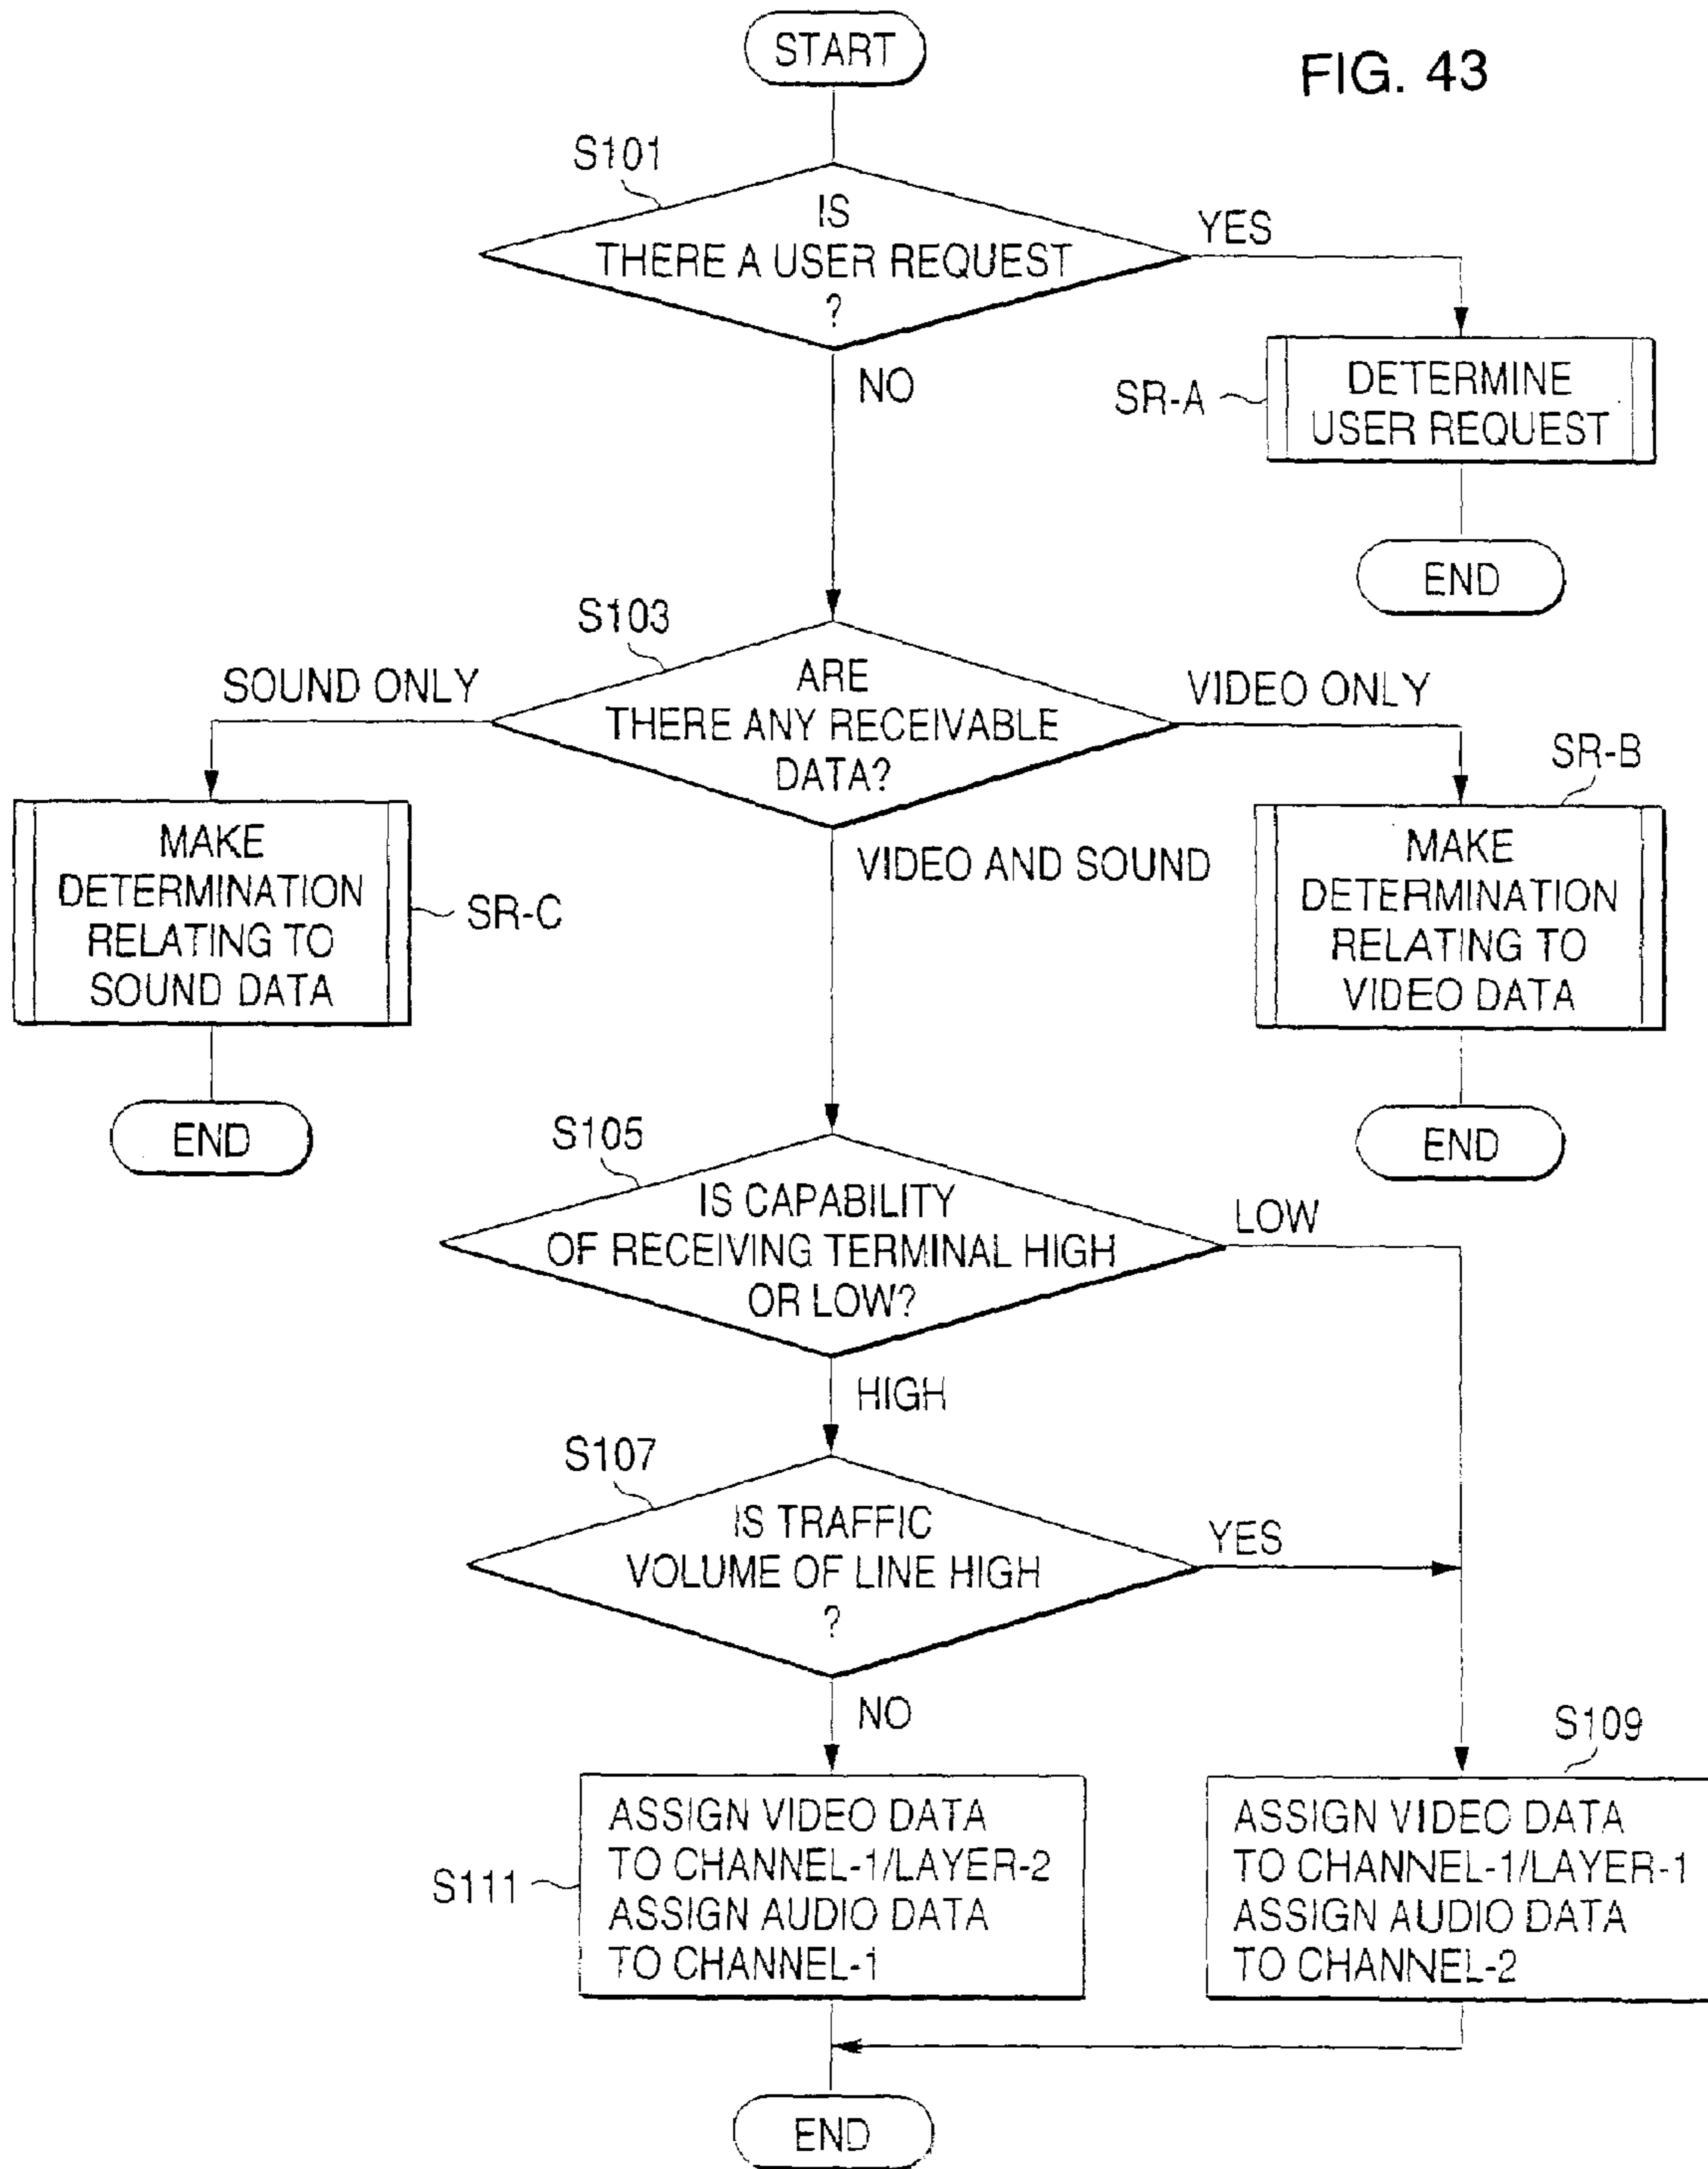 START
FIG. 43
S101
IS
THERE A USER REQUEST
?
YES
NO
SR-A
DETERMINE
USER REQUEST
END
S103
ARE
THERE ANY RECEIVABLE
DATA?
SOUND ONLY
VIDEO ONLY
VIDEO AND SOUND
MAKE
DETERMINATION
RELATING TO
SOUND DATA
SR-C
END
SR-B
MAKE
DETERMINATION
RELATING TO
VIDEO DATA
END
S105
IS CAPABILITY
OF RECEIVING TERMINAL HIGH
OR LOW?
LOW
HIGH
S107
IS TRAFFIC
VOLUME OF LINE HIGH
?
YES
NO
S111
ASSIGN VIDEO DATA
TO CHANNEL-1/LAYER-2
ASSIGN AUDIO DATA
TO CHANNEL-1
S109
ASSIGN VIDEO DATA
TO CHANNEL-1/LAYER-1
ASSIGN AUDIO DATA
TO CHANNEL-2
END